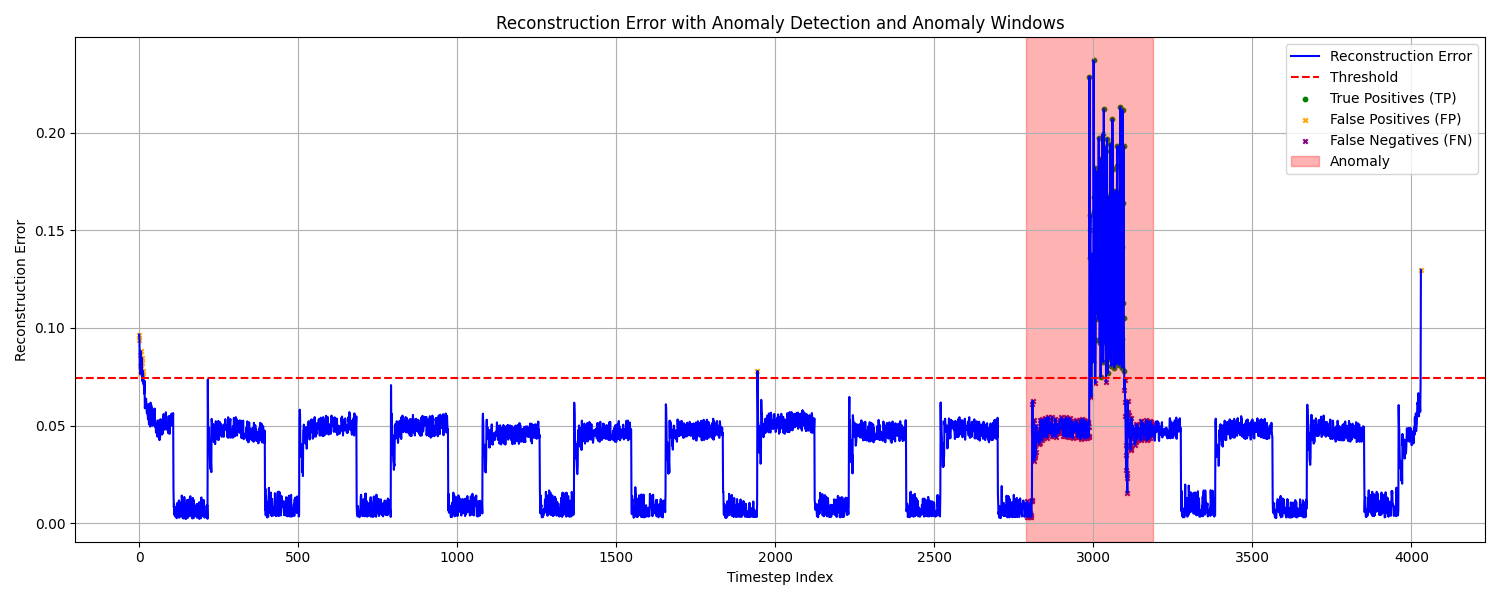 Reconstruction Error with Anomaly Detection and Anomaly Windows
Reconstruction Error
Threshold
True Positives (TP)
False Positives (FP)
False Negatives (FN)
Anomaly
Reconstruction Error
0.20
0.15
0.10
0.05
0.00
0 500 1000 1500 2000 2500 3000 3500 4000
Timestep Index